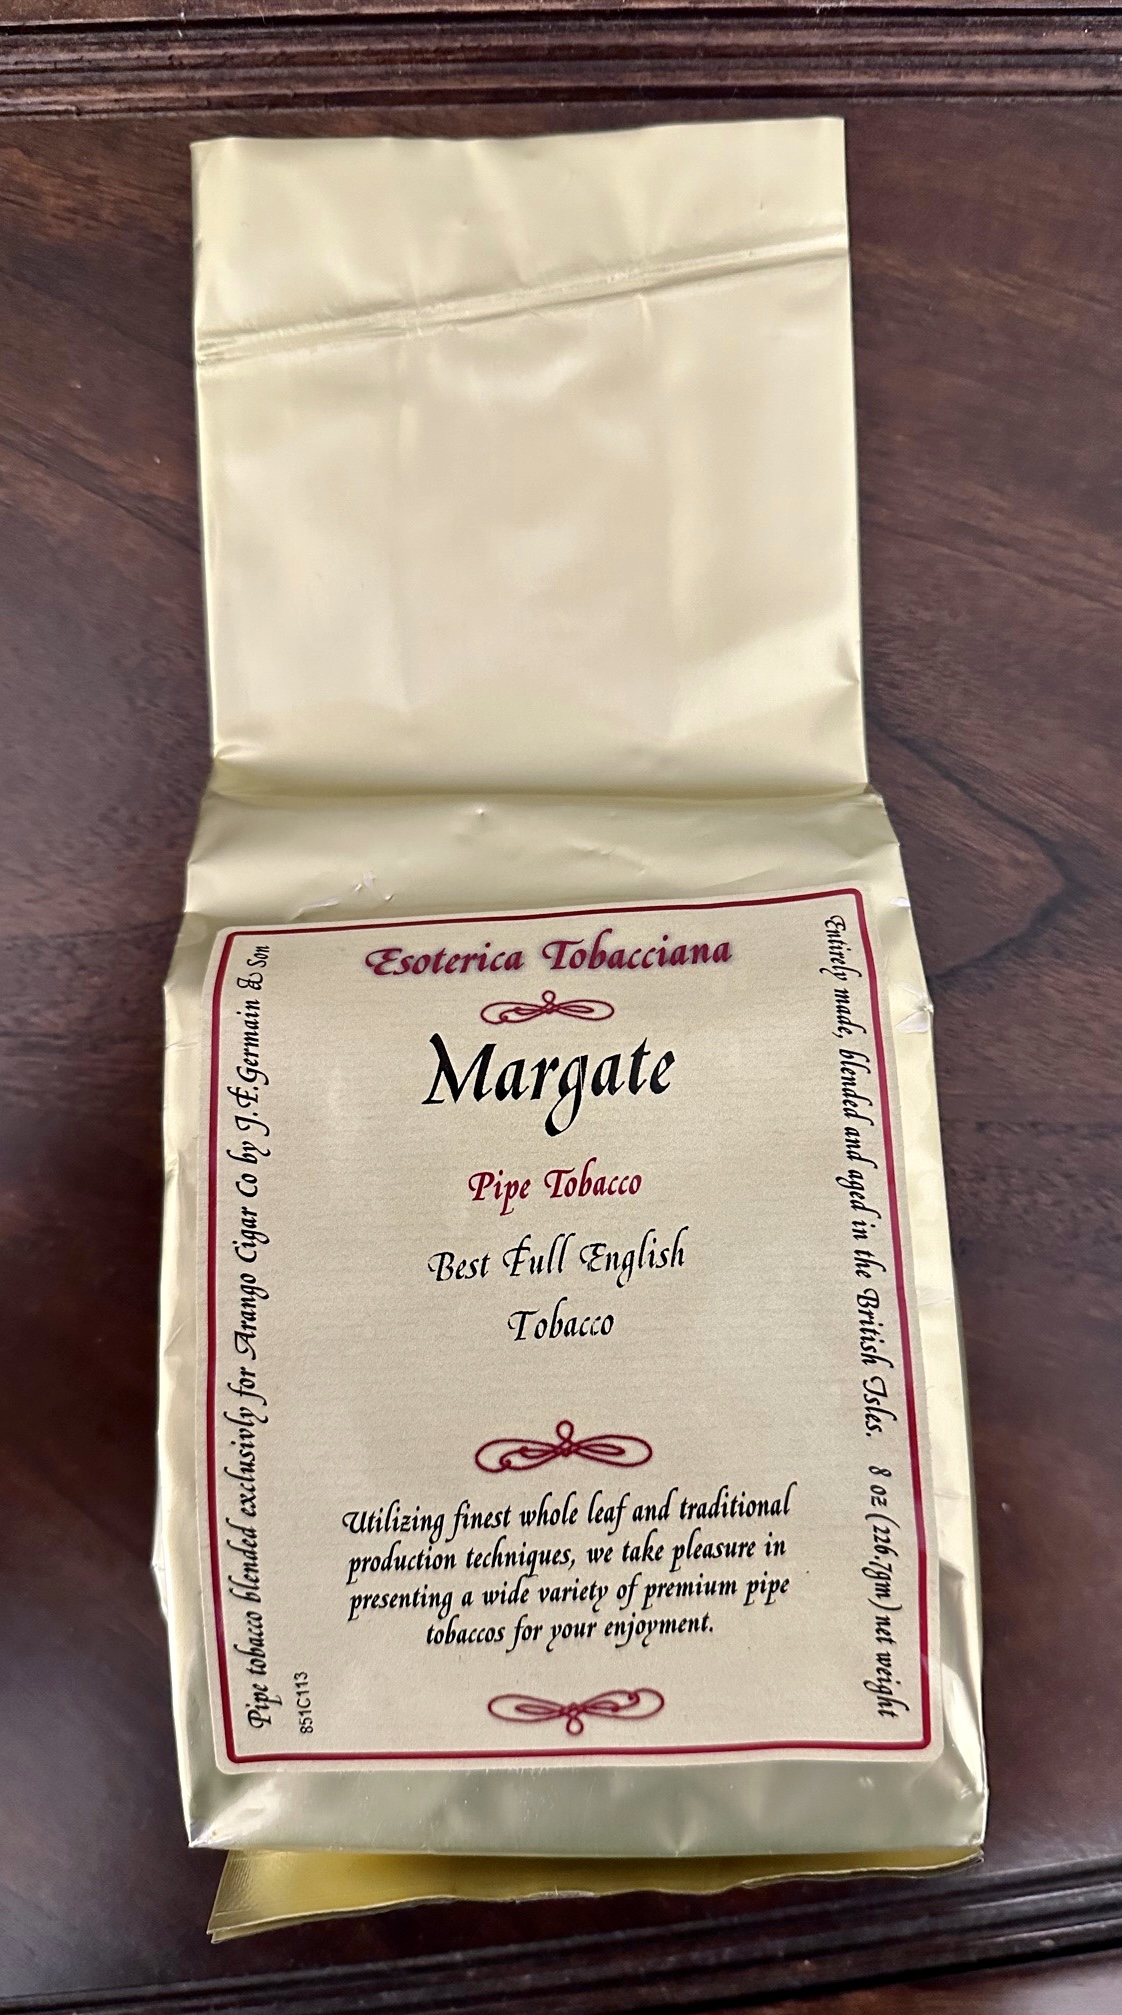 Esoterica Tobacciana
Margate
Pipe Tobacco
Best Full English
Tobacco
Utilizing finest whole leaf and traditional
production techniques, we take pleasure in
presenting a wide variety of premium pipe
tobaccos for your enjoyment.
Pipe tobacco blended exclusivly for Arango Cigar Co by J.F.Germain & Son
851C113
Entirely made, blended and aged in the British Isles. 8 oz (226.7gm) net weight